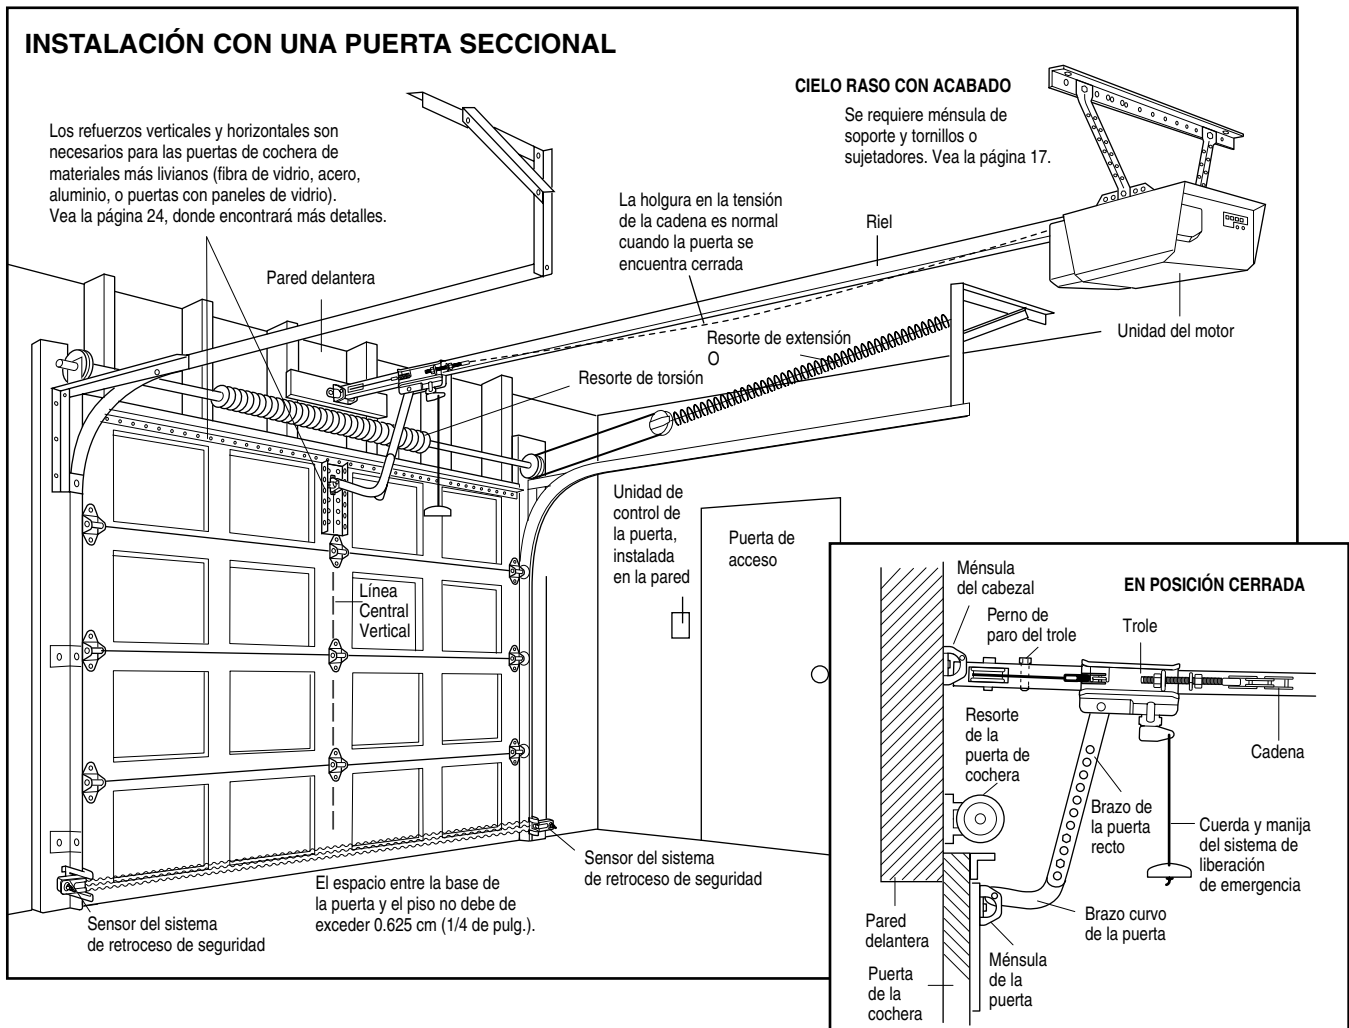 INSTALACIÓN CON UNA PUERTA SECCIONAL
Los refuerzos verticales y horizontales son
necesarios para las puertas de cochera de
materiales más livianos (fibra de vidrio, acero,
aluminio, o puertas con paneles de vidrio).
Vea la página 24, donde encontrará más detalles.
Pared delantera
CIELO RASO CON ACABADO
Se requiere ménsula de
soporte y tornillos o
sujetadores. Vea la página 17.
La holgura en la tensión
de la cadena es normal
cuando la puerta se
encuentra cerrada
Riel
Unidad del motor
Resorte de extensión
O
Resorte de torsión
Unidad de
control de
la puerta,
instalada
en la pared
Puerta de
acceso
Línea
Central
Vertical
Sensor del sistema
de retroceso de seguridad
El espacio entre la base de
la puerta y el piso no debe de
exceder 0.625 cm (1/4 de pulg.).
Sensor del sistema
de retroceso de seguridad
EN POSICIÓN CERRADA
Ménsula
del cabezal
Perno de
paro del trole
Trole
Resorte
de la
puerta de
cochera
Cadena
Brazo de
la puerta
recto
Cuerda y manija
del sistema de
liberación
de emergencia
Brazo curvo
de la puerta
Pared
delantera
Ménsula
de la
puerta
Puerta
de la
cochera